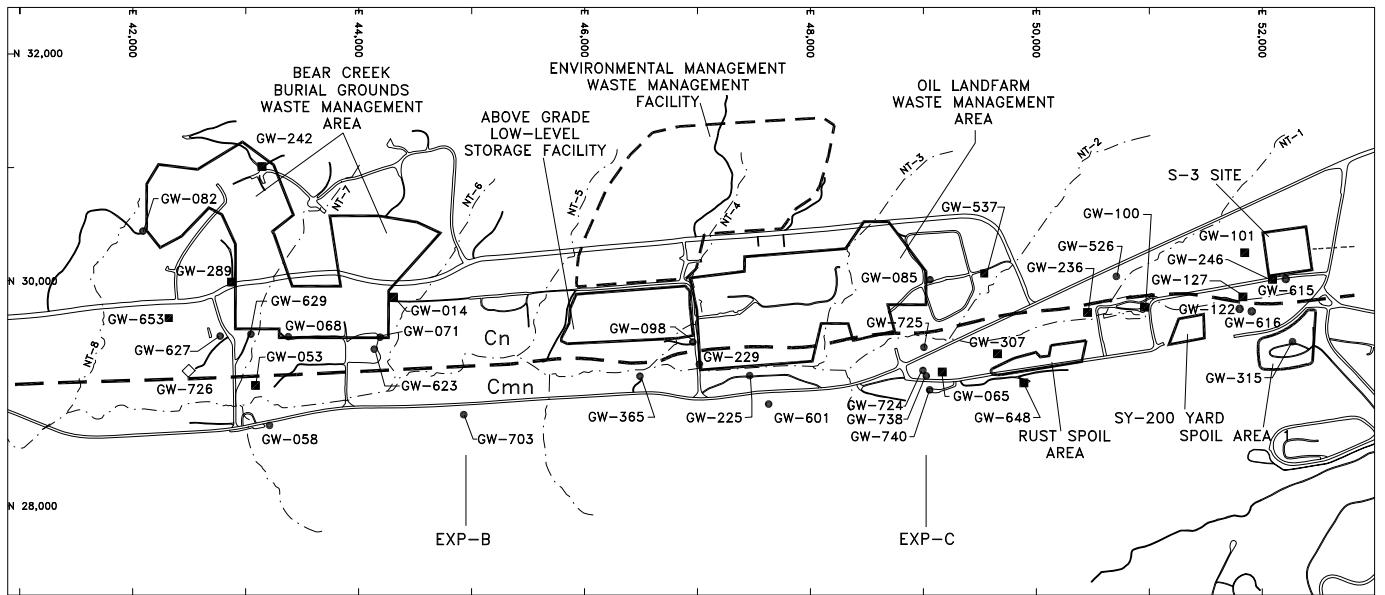 E 42,000
E 44,000
E 46,000
E 48,000
E 50,000
E 52,000
N 32,000
BEAR CREEK
BURIAL GROUNDS
WASTE MANAGEMENT
AREA
ENVIRONMENTAL MANAGEMENT
WASTE MANAGEMENT
FACILITY
OIL LANDFARM
WASTE MANAGEMENT
AREA
ABOVE GRADE
LOW-LEVEL
STORAGE FACILITY
GW-242
NT-7
NT-6
NT-5
NT-4
NT-3
NT-2
NT-1
S-3 SITE
GW-082
GW-537
GW-100
GW-526
GW-101
GW-236
GW-246
GW-289
GW-085
GW-127
N 30,000
GW-615
GW-629
GW-014
GW-653
GW-068
GW-071
GW-098
GW-725
GW-122
GW-616
Cn
GW-627
GW-053
GW-229
GW-307
NT-8
GW-726
GW-623
Cmn
GW-315
GW-365
GW-225
GW-601
GW-724
GW-065
GW-738
GW-648
GW-740
SY-200 YARD
SPOIL AREA 1
RUST SPOIL
AREA
GW-058
GW-703
N 28,000
EXP-B
EXP-C